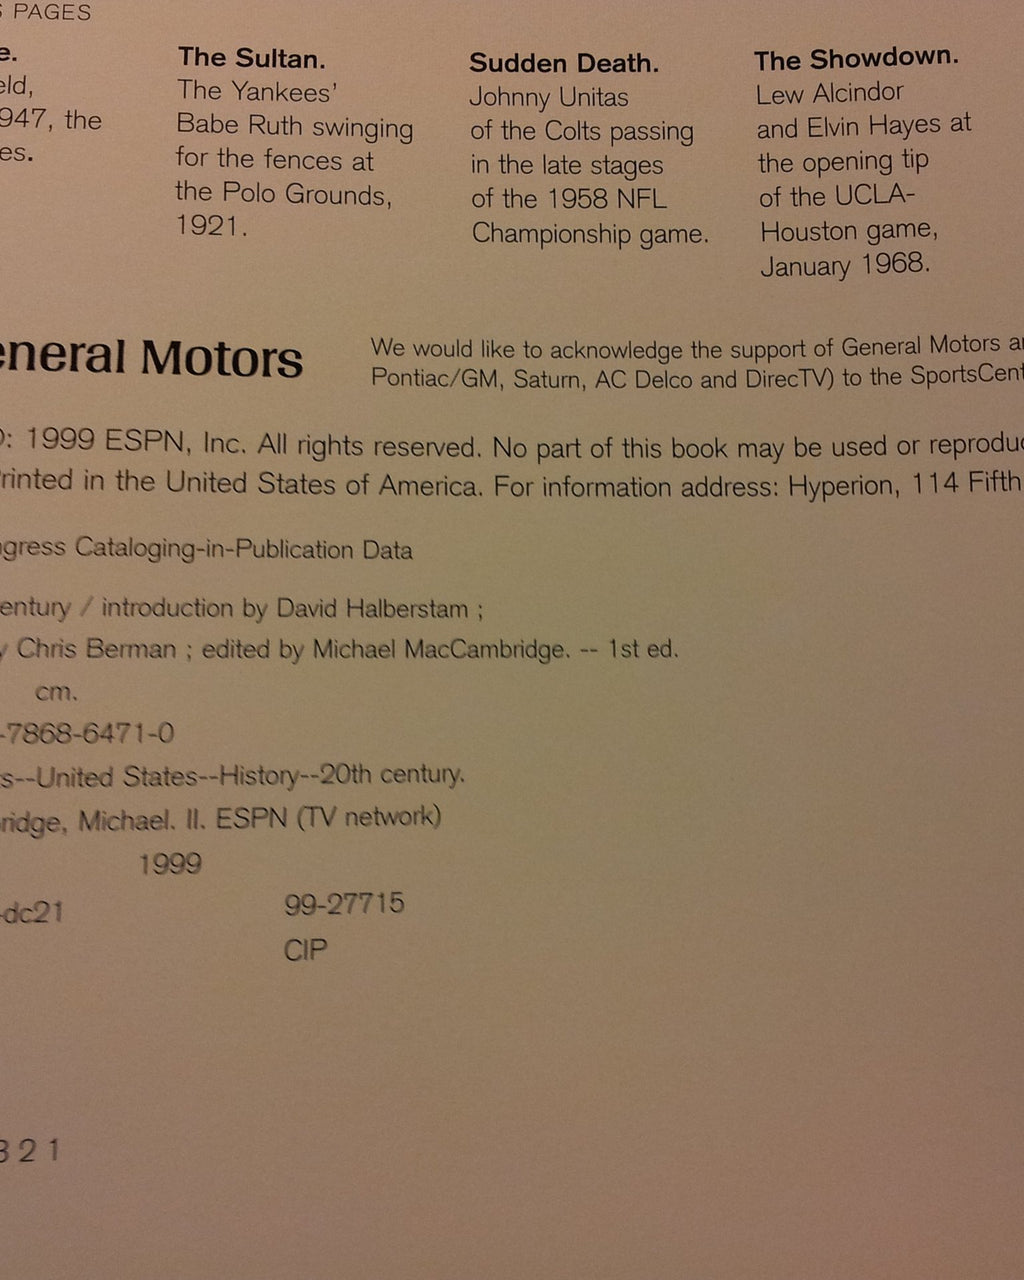 PAGES
The Sultan.
The Yankees'
Babe Ruth swinging
for the fences at
the Polo Grounds,
1921.
Sudden Death.
Johnny Unitas
of the Colts passing
in the late stages
of the 1958 NFL
Championship game.
The Showdown.
Lew Alcindor
and Elvin Hayes at
the opening tip
of the UCLA-
Houston game,
January 1968.
e.
eld,
947, the
es.
eneral Motors
We would like to acknowledge the support of General Motors a
Pontiac/GM, Saturn, AC Delco and DirecTV) to the SportsCent
: 1999 ESPN, Inc. All rights reserved. No part of this book may be used or reprodu
rinted in the United States of America. For information address: Hyperion, 114 Fifth
gress Cataloging-in-Publication Data
entury / introduction by David Halberstam ;
y Chris Berman ; edited by Michael MacCambridge. -- 1st ed.
cm.
-7868-6471-0
s--United States--History--20th century.
ridge, Michael. II. ESPN (TV network)
1999
-dc21 99-27715
CIP
3 2 1